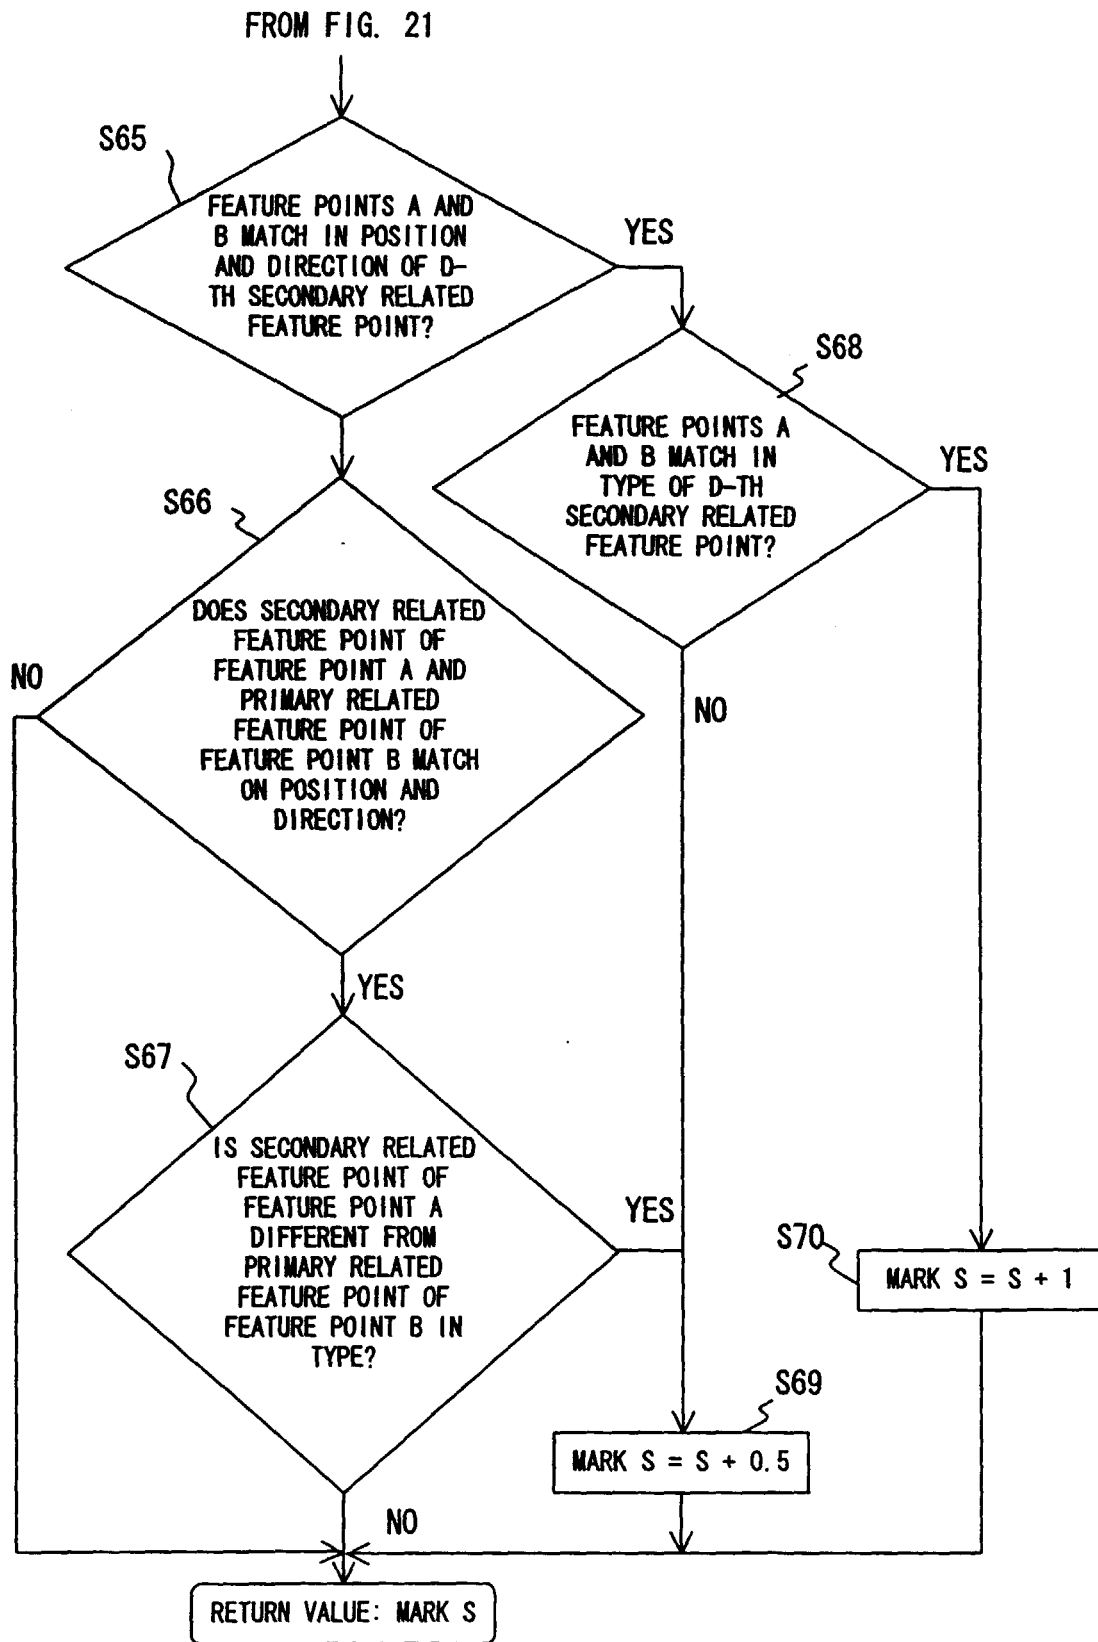 FROM FIG. 21
S65
FEATURE POINTS A AND
B MATCH IN POSITION
AND DIRECTION OF D-
TH SECONDARY RELATED
FEATURE POINT?
YES
S68
FEATURE POINTS A
AND B MATCH IN
TYPE OF D-TH
SECONDARY RELATED
FEATURE POINT?
YES
NO
S66
DOES SECONDARY RELATED
FEATURE POINT OF
FEATURE POINT A AND
PRIMARY RELATED
FEATURE POINT OF
FEATURE POINT B MATCH
ON POSITION AND
DIRECTION?
NO
YES
S67
IS SECONDARY RELATED
FEATURE POINT OF
FEATURE POINT A
DIFFERENT FROM
PRIMARY RELATED
FEATURE POINT OF
FEATURE POINT B IN
TYPE?
YES
NO
S70
MARK S = S + 1
S69
MARK S = S + 0.5
RETURN VALUE: MARK S